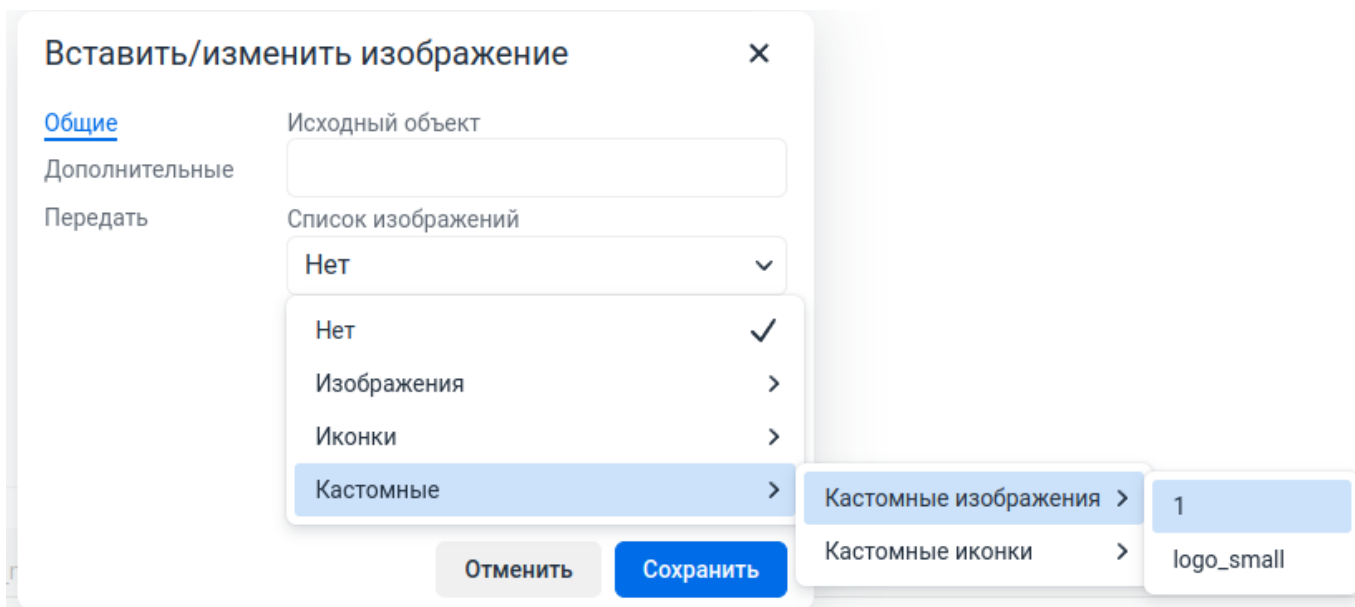 Вставить/изменить изображение
Общие
Исходный объект
Дополнительные
Передать
Список изображений
Нет
Нет
Изображения
Иконки
Кастомные
Кастомные изображения
1
Кастомные иконки
logo_small
Отменить
Сохранить